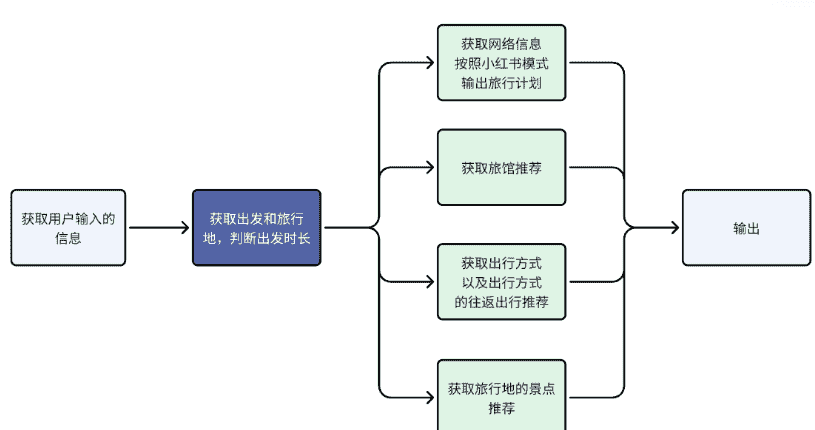 获取用户输入的
信息
获取出发和旅行
地，判断出发时长
获取网络信息
按照小红书模式
输出旅行计划
获取旅馆推荐
获取出行方式
以及出行方式
的往返出行推荐
获取旅行地的景点
推荐
输出